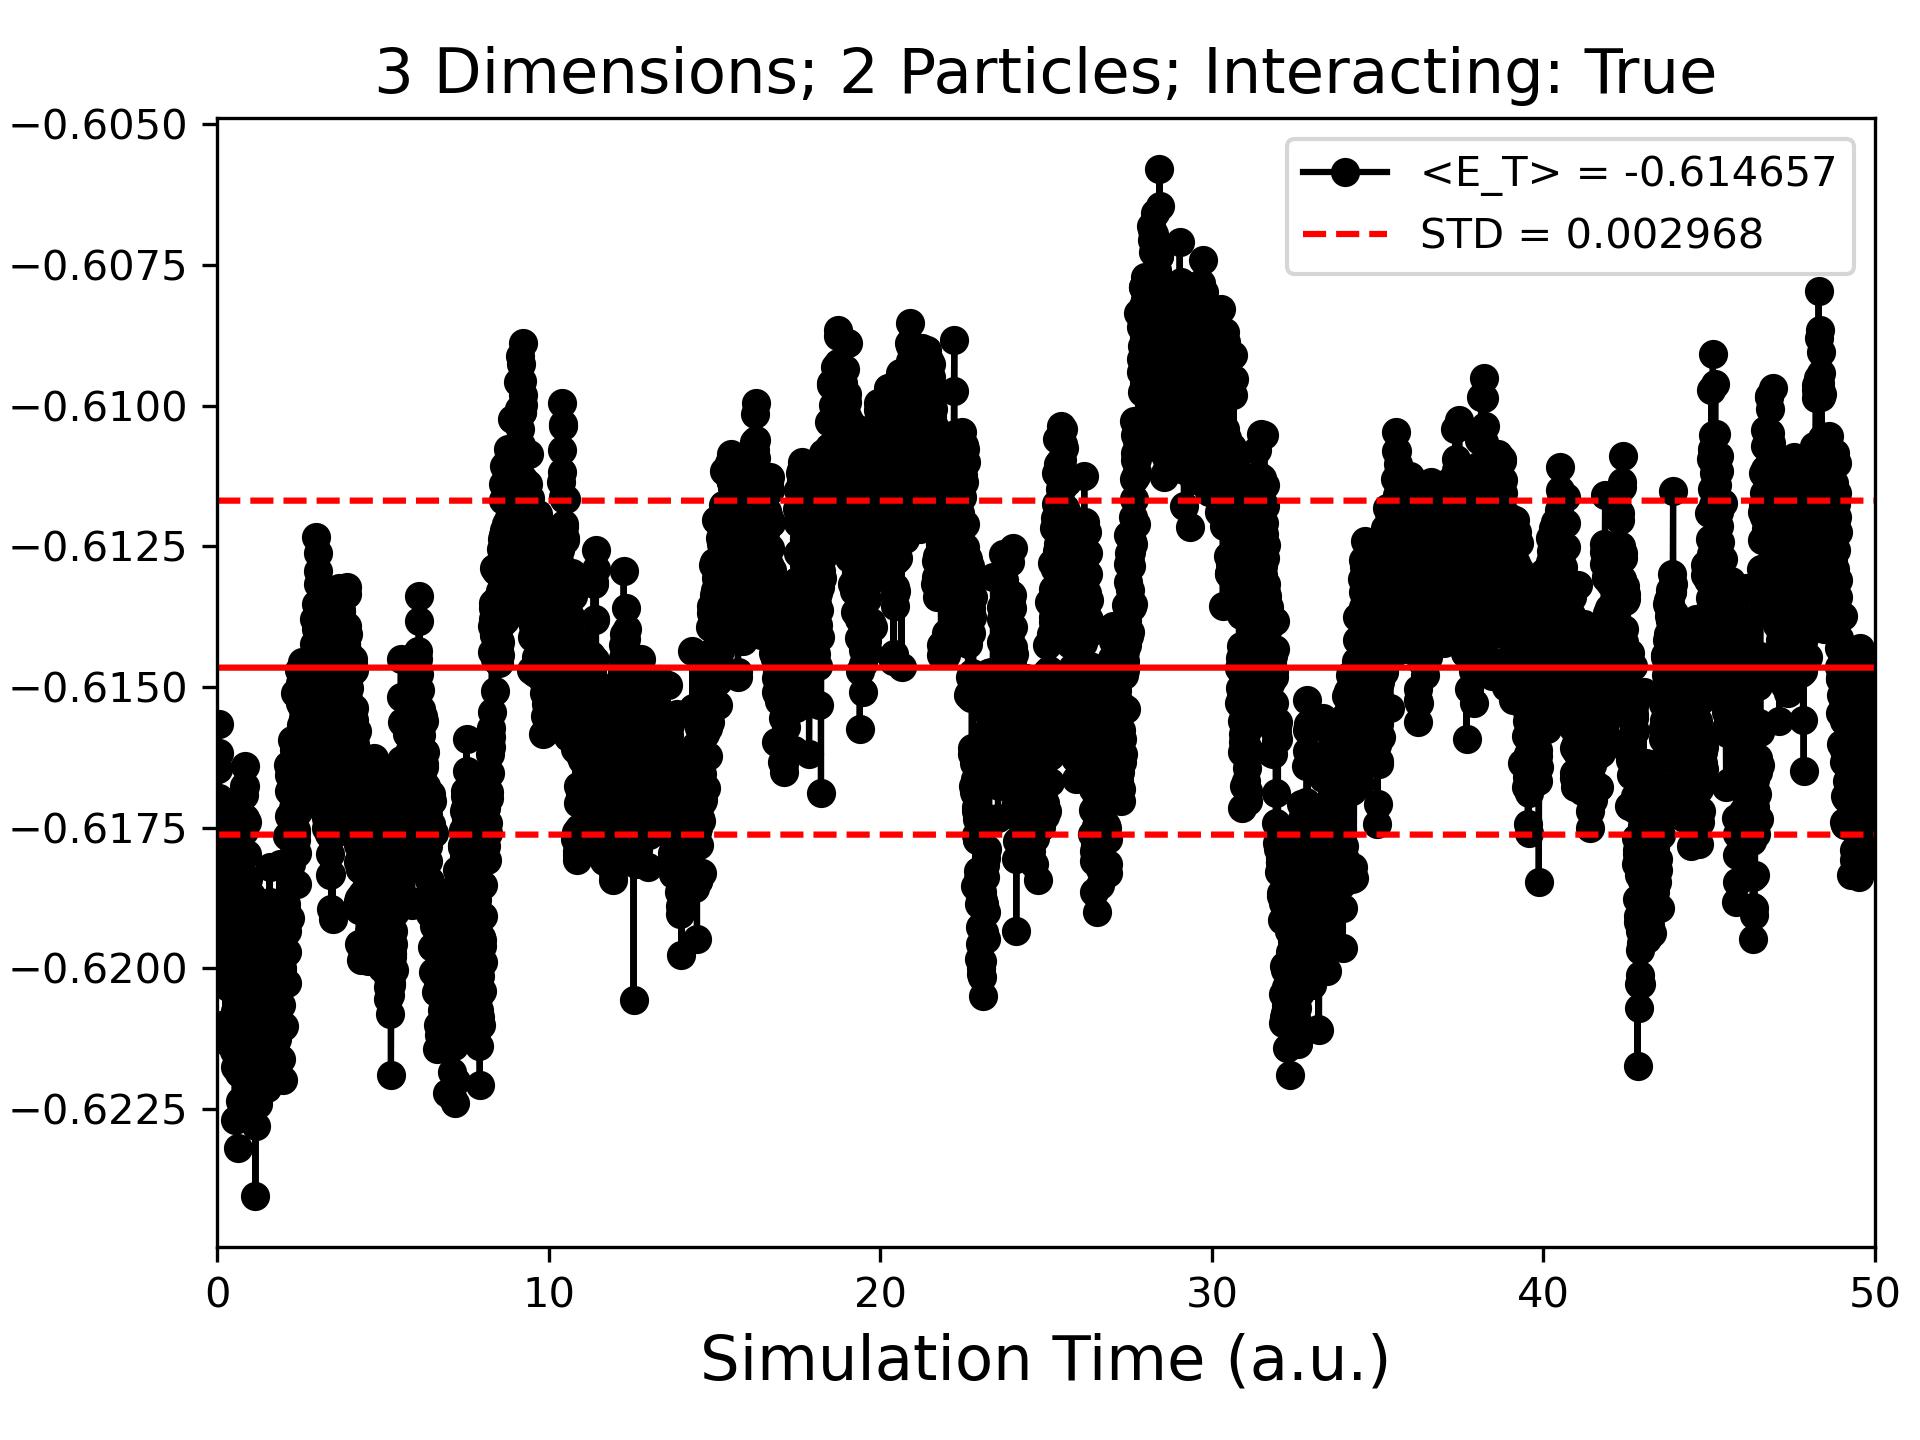 3 Dimensions; 2 Particles; Interacting: True
<E_T> = -0.614657
STD = 0.002968
−0.6050
−0.6075
−0.6100
−0.6125
−0.6150
−0.6175
−0.6200
−0.6225
0 10 20 30 40 50
Simulation Time (a.u.)